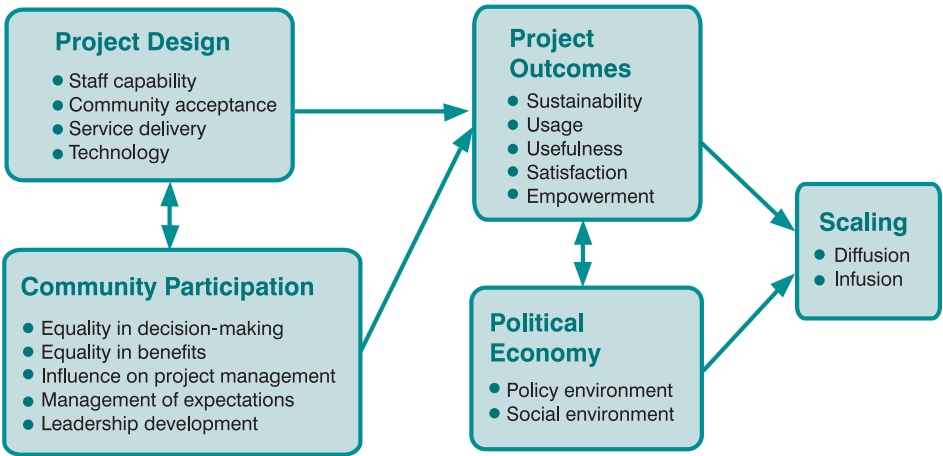 Project Design
Staff capability
Community acceptance
Service delivery
Technology
Community Participation
Equality in decision-making
Equality in benefits
Influence on project management
Management of expectations
Leadership development
Project
Outcomes
Sustainability
Usage
Usefulness
Satisfaction
Empowerment
Political
Economy
Policy environment
Social environment
Scaling
Diffusion
Infusion